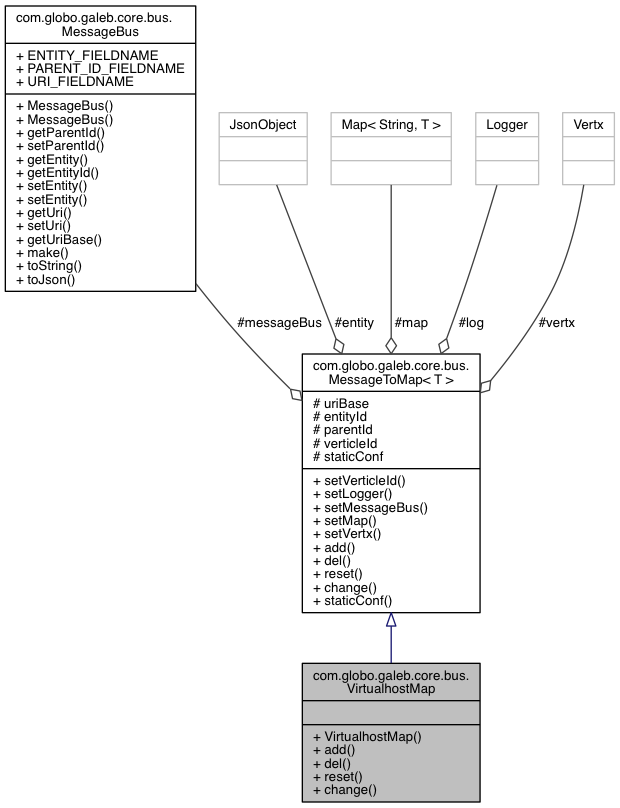 com.globo.galeb.core.bus.
MessageBus
+ ENTITY_FIELDNAME
+ PARENT_ID_FIELDNAME
+ URI_FIELDNAME
+ MessageBus()
+ MessageBus()
+ getParentId()
+ setParentId()
+ getEntity()
+ getEntityId()
+ setEntity()
+ setEntity()
+ getUri()
+ setUri()
+ getUriBase()
+ make()
+ toString()
+ toJson()
JsonObject
Map< String, T >
Logger
Vertx
#messageBus
#entity
#map
#log
#vertx
com.globo.galeb.core.bus.
MessageToMap< T >
# uriBase
# entityId
# parentId
# verticleId
# staticConf
+ setVerticleId()
+ setLogger()
+ setMessageBus()
+ setMap()
+ setVertx()
+ add()
+ del()
+ reset()
+ change()
+ staticConf()
com.globo.galeb.core.bus.
VirtualhostMap
+ VirtualhostMap()
+ add()
+ del()
+ reset()
+ change()